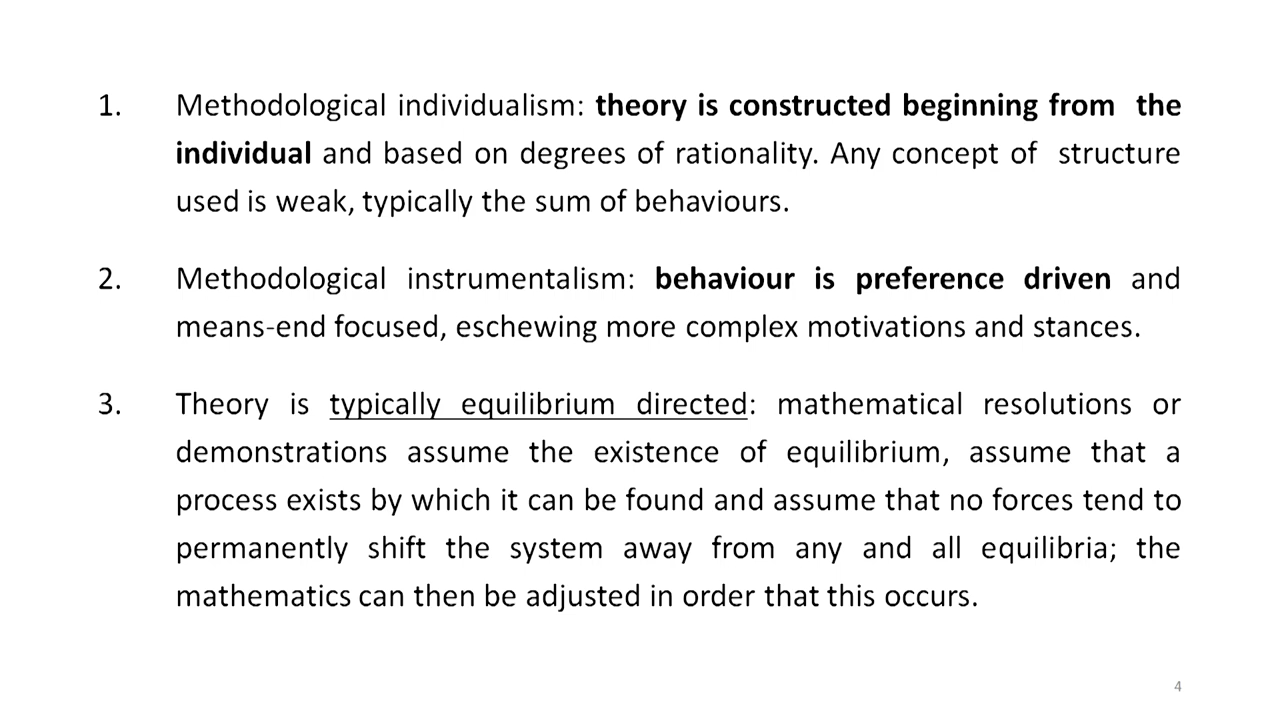 1. Methodological individualism: theory is constructed beginning from the
individual and based on degrees of rationality. Any concept of structure
used is weak, typically the sum of behaviours.
2. Methodological instrumentalism: behaviour is preference driven and
means-end focused, eschewing more complex motivations and stances.
3. Theory is typically equilibrium directed: mathematical resolutions or
demonstrations assume the existence of equilibrium, assume that a
process exists by which it can be found and assume that no forces tend to
permanently shift the system away from any and all equilibria; the
mathematics can then be adjusted in order that this occurs.
4